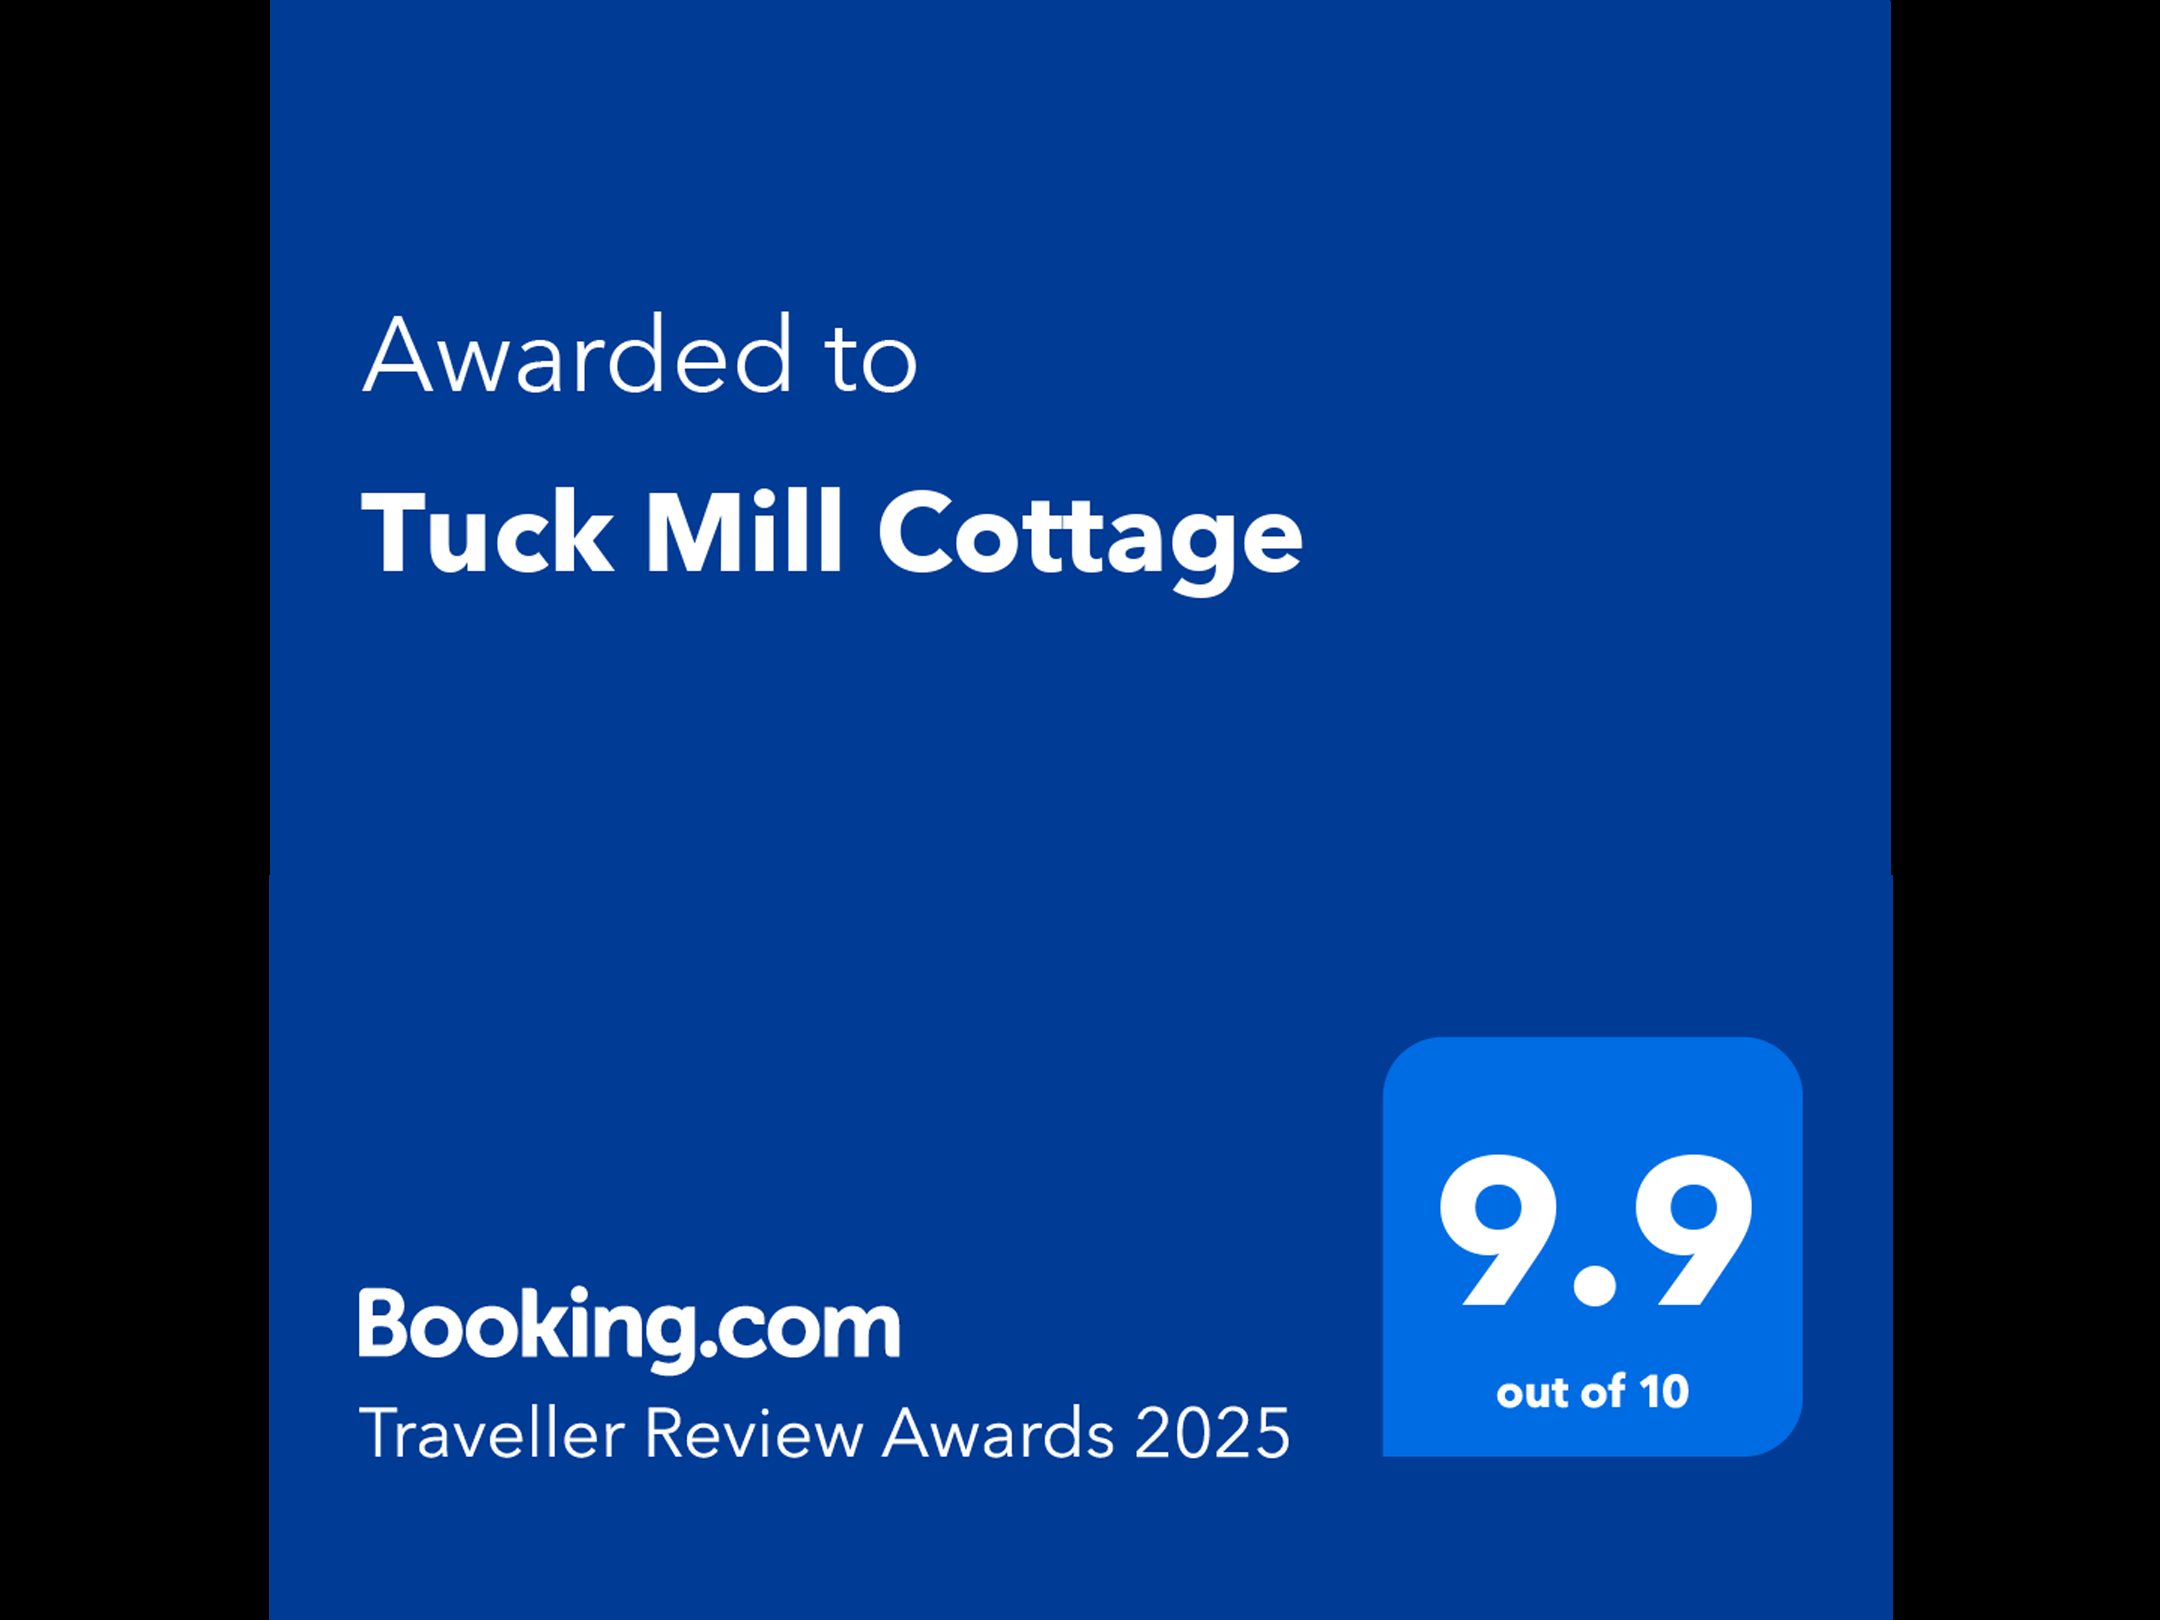 Awarded to
Tuck Mill Cottage
9.9
out of 10
Booking.com
Traveller Review Awards 2025